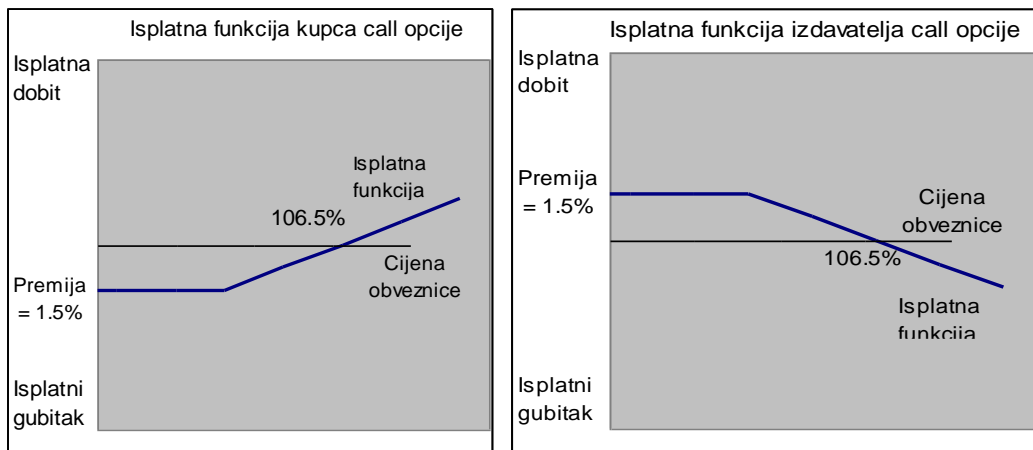 Isplatna funkcija kupca call opcije
Isplatna
dobit
Isplatna
funkcija
106.5%
Cijena
obveznice
Premija
= 1.5%
Isplatni
gubitak
Isplatna funkcija izdavatelja call opcije
Isplatna
dobit
Premija
= 1.5%
Cijena
obveznice
106.5%
Isplatna
funkcija
Isplatni
gubitak